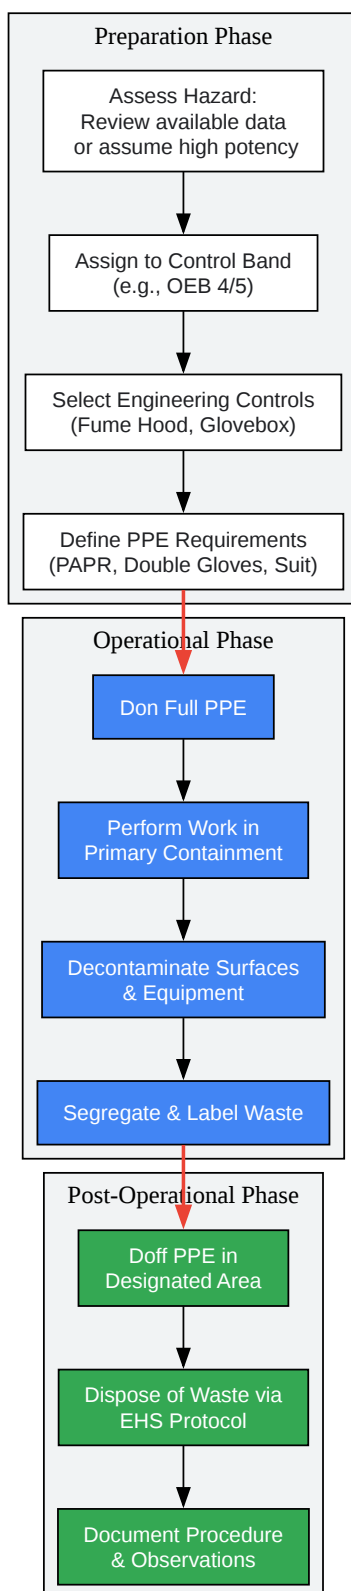 Preparation Phase
Assess Hazard:
Review available data
or assume high potency
Assign to Control Band
(e.g., OEB 4/5)
Select Engineering Controls
(Fume Hood, Glovebox)
Define PPE Requirements
(PAPR, Double Gloves, Suit)
Operational Phase
Don Full PPE
Perform Work in
Primary Containment
Decontaminate Surfaces
& Equipment
Segregate & Label Waste
Post-Operational Phase
Doff PPE in
Designated Area
Dispose of Waste via
EHS Protocol
Document Procedure
& Observations